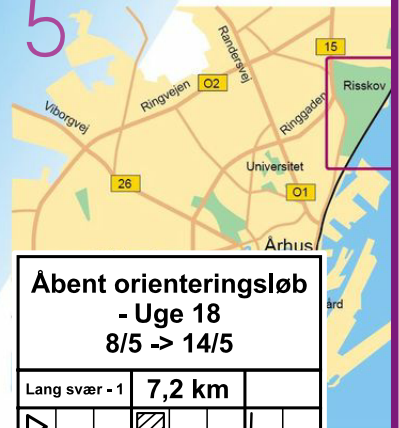 5
Randersvej
15
Ringvejen
O2
Risskov
Viborgvej
Ringgaden
Universitet
26
O1
Århus
Åbent orienteringsløb
- Uge 18
8/5 -> 14/5
Lang svær - 1 7,2 km